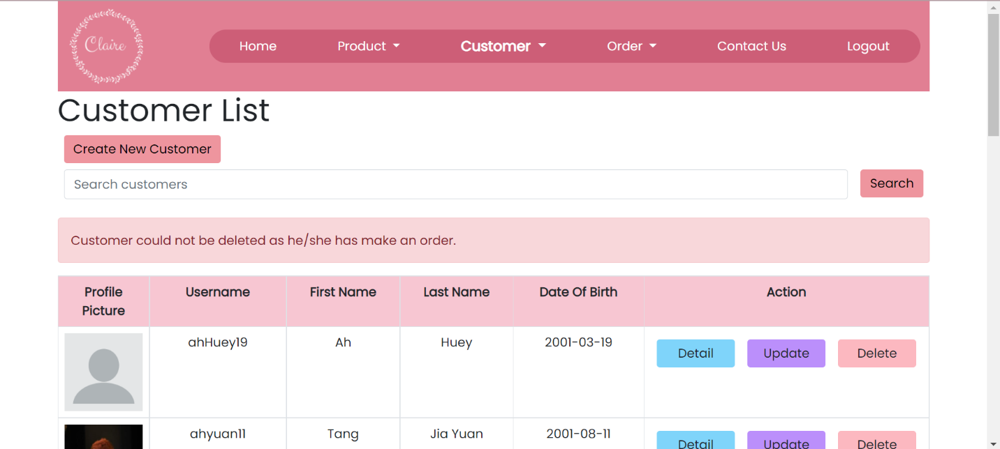 Claire
Home Product Customer Order Contact Us Logout
Customer List
Create New Customer
Search customers Search
Customer could not be deleted as he/she has make an order.
Profile Picture Username First Name Last Name Date Of Birth Action
ahHuey19 Ah Huey 2001-03-19 Detail Update Delete
ahyuan11 Tang Jia Yuan 2001-08-11 Detail Update Delete